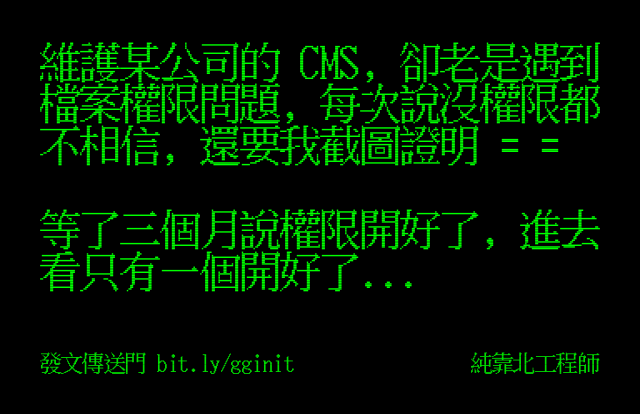 維護某公司的 CMS, 卻老是遇到
檔案權限問題, 每次說沒權限都
不相信, 還要我截圖證明 = =
等了三個月說權限開好了, 進去
看只有一個開好了...
發文傳送門 bit.ly/gginit
純靠北工程師